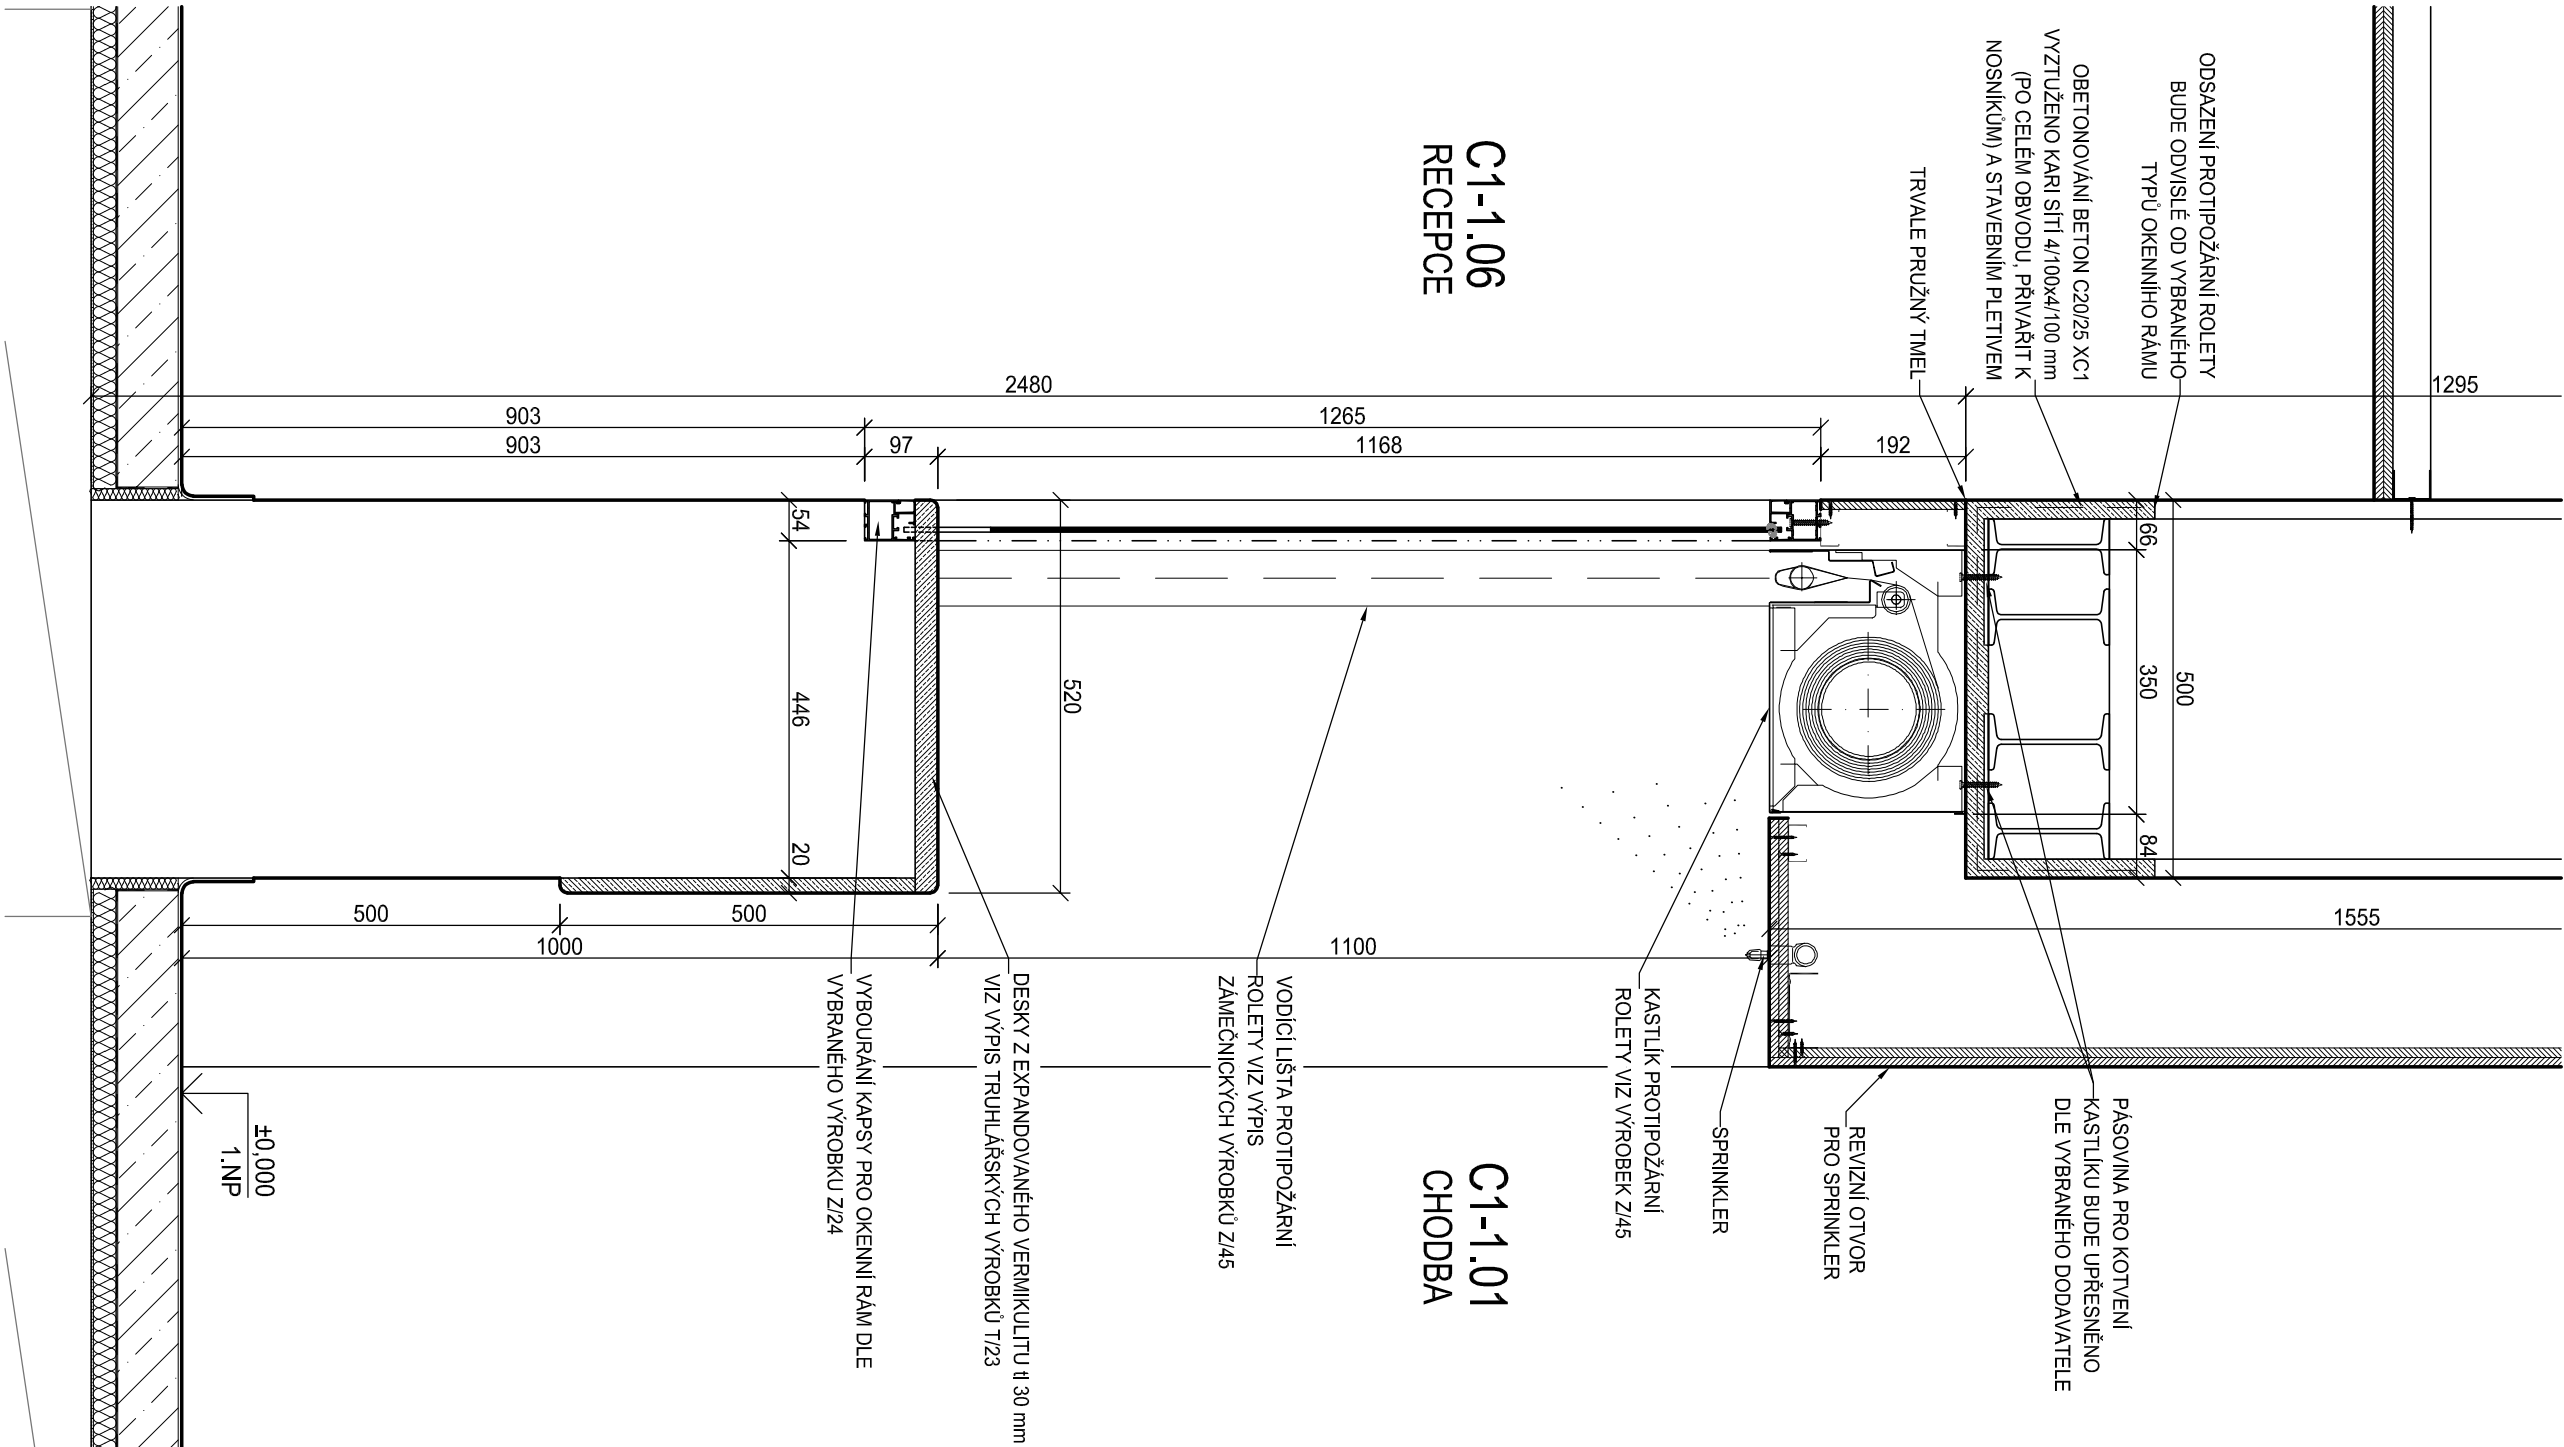 ODSAZENÍ PROTIPOŽÁRNÍ ROLETY
BUDE ODVISLÉ OD VYBRANÉHO
TYPŮ OKENNÍHO RÁMU
OBETONOVÁNÍ BETON C20/25 XC1
VYZTUŽENO KARI SÍTÍ 4/100x4/100 mm
(PO CELÉM OBVODU, PŘIVAŘIT K
NOSNÍKŮM) A STAVEBNÍM PLETIVEM
TRVALE PRUŽNÝ TMEL
C1-1.06
RECEPCE
2480
1295
903
1265
903
97
1168
192
54
446
20
520
66
350
84
500
500
500
1000
1100
1555
PÁSOVINA PRO KOTVENÍ
KASTLÍKU BUDE UPŘESNĚNO
DLE VYBRANÉHO DODAVATELE
REVIZNÍ OTVOR
PRO SPRINKLER
SPRINKLER
KASTLÍK PROTIPOŽÁRNÍ
ROLETY VIZ VÝROBEK Z/45
C1-1.01
CHODBA
VODÍCÍ LIŠTA PROTIPOŽÁRNÍ
ROLETY VIZ VÝPIS
ZÁMEČNICKÝCH VÝROBKŮ Z/45
DESKY Z EXPANDOVANÉHO VERMIKULITU tl 30 mm
VIZ VÝPIS TRUHLÁŘSKÝCH VÝROBKŮ T/23
VYBOURÁNÍ KAPSY PRO OKENNÍ RÁM DLE
VYBRANÉHO VÝROBKU Z/24
±0,000
1.NP